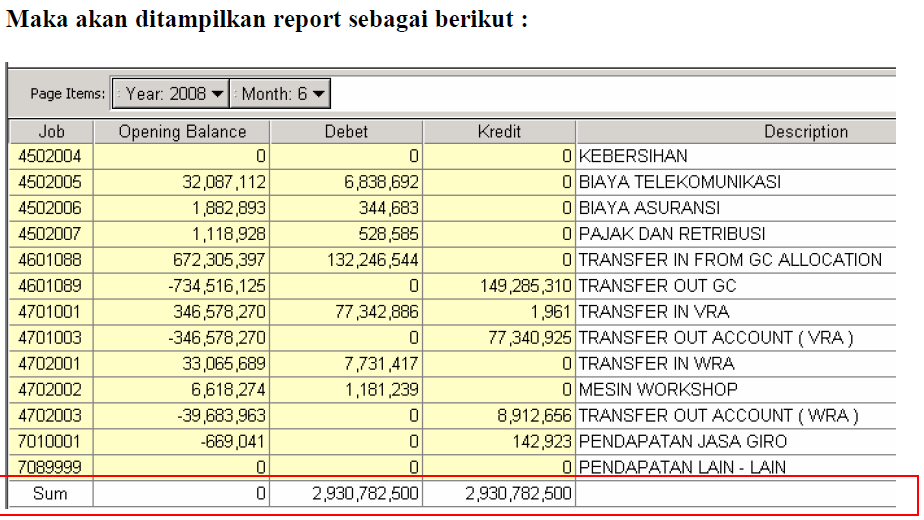 Maka akan ditampilkan report sebagai berikut :
Page Items: Year: 2008 Month: 6
Job Opening Balance Debet Kredit Description
4502004 0 0 0 KEBERSIHAN
4502005 32,087,112 6,838,692 0 BIAYA TELEKOMUNIKASI
4502006 1,882,893 344,683 0 BIAYA ASURANSI
4502007 1,118,928 528,585 0 PAJAK DAN RETRIBUSI
4601088 672,305,397 132,246,544 0 TRANSFER IN FROM GC ALLOCATION
4601089 -734,516,125 0 149,285,310 TRANSFER OUT GC
4701001 346,578,270 77,342,886 1,961 TRANSFER IN VRA
4701003 -346,578,270 0 77,340,925 TRANSFER OUT ACCOUNT ( VRA )
4702001 33,065,689 7,731,417 0 TRANSFER IN WRA
4702002 6,618,274 1,181,239 0 MESIN WORKSHOP
4702003 -39,683,963 0 8,912,656 TRANSFER OUT ACCOUNT ( WRA )
7010001 -669,041 0 142,923 PENDAPATAN JASA GIRO
7089999 0 0 0 PENDAPATAN LAIN - LAIN
Sum 0 2,930,782,500 2,930,782,500